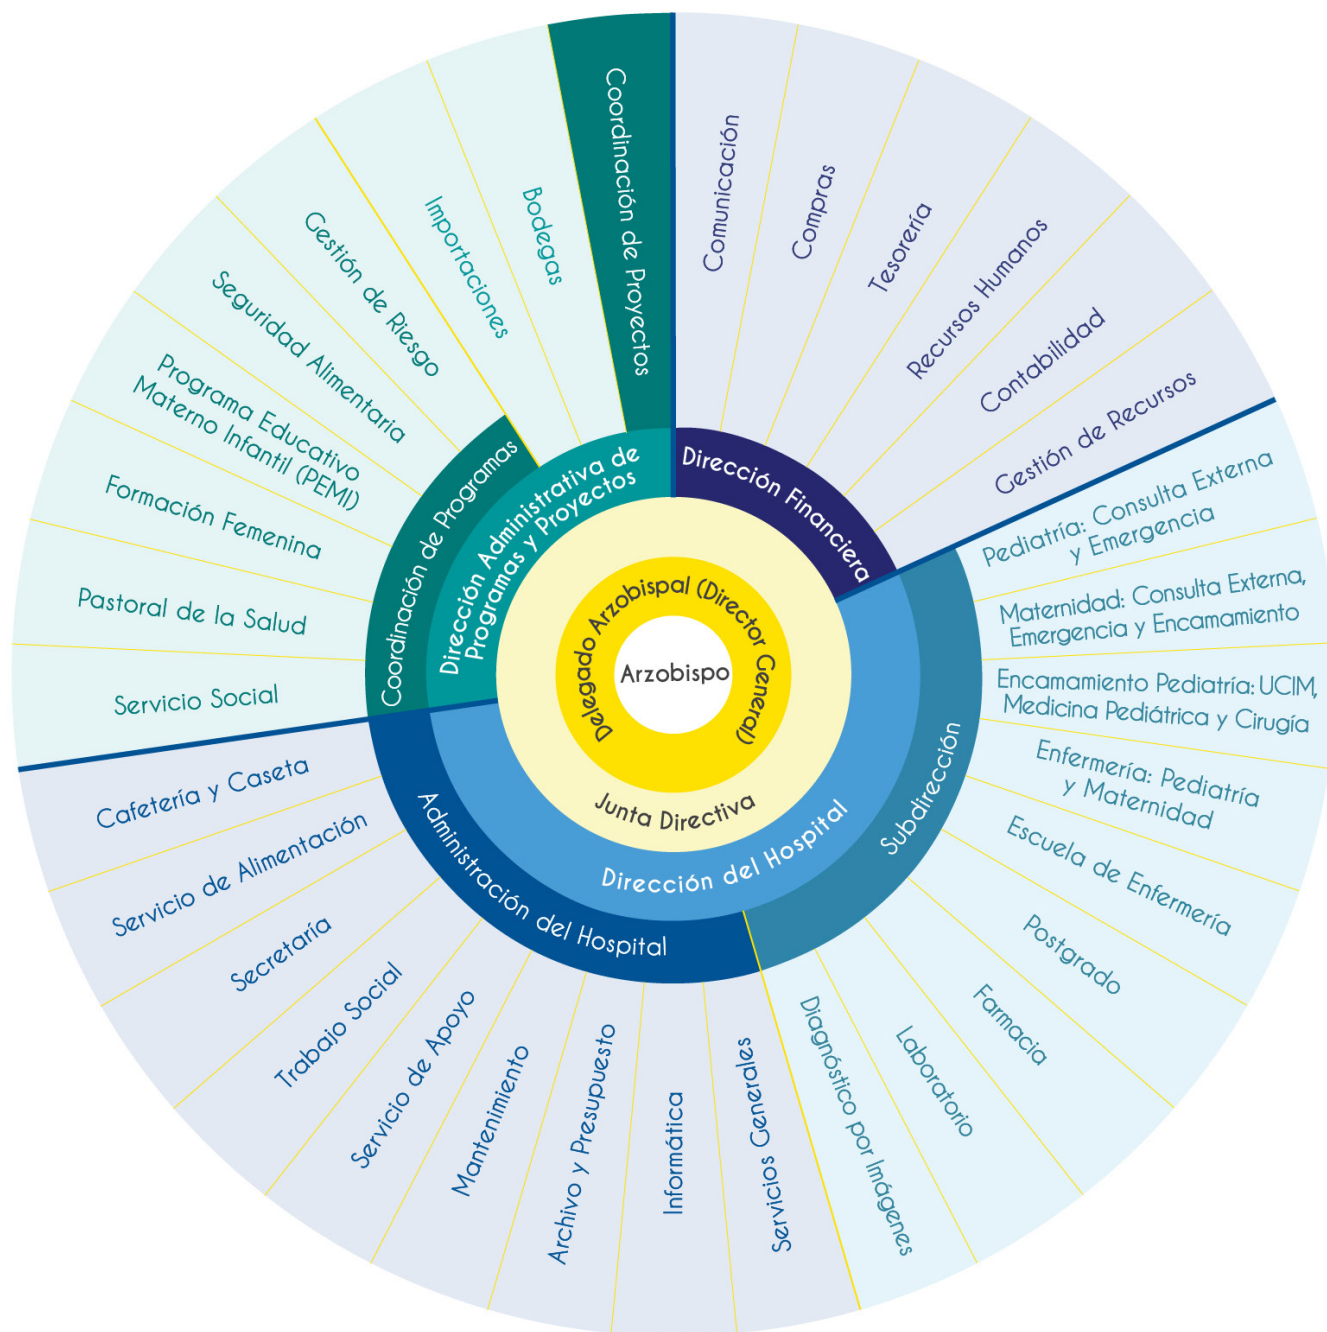 Arzobispo
Delegado Arzobispal (Director General)
Junta Directiva
Dirección Financiera
Comunicación
Compras
Tesorería
Recursos Humanos
Contabilidad
Gestión de Recursos
Dirección del Hospital
Subdirección
Pediatría: Consulta Externa
y Emergencia
Maternidad: Consulta Externa,
Emergencia y Encamamiento
Encamamiento Pediatría: UCIM,
Medicina Pediátrica y Cirugía
Enfermería: Pediatría
y Maternidad
Escuela de Enfermería
Postgrado
Farmacia
Laboratorio
Diagnóstico por Imágenes
Administración del Hospital
Servicios Generales
Informática
Archivo y Presupuesto
Mantenimiento
Servicio de Apoyo
Trabajo Social
Secretaría
Servicio de Alimentación
Cafetería y Caseta
Dirección Administrativa de
Programas y Proyectos
Coordinación de Programas
Servicio Social
Pastoral de la Salud
Formación Femenina
Programa Educativo
Materno Infantil (PEMI)
Seguridad Alimentaria
Gestión de Riesgo
Importaciones
Bodegas
Coordinación de Proyectos